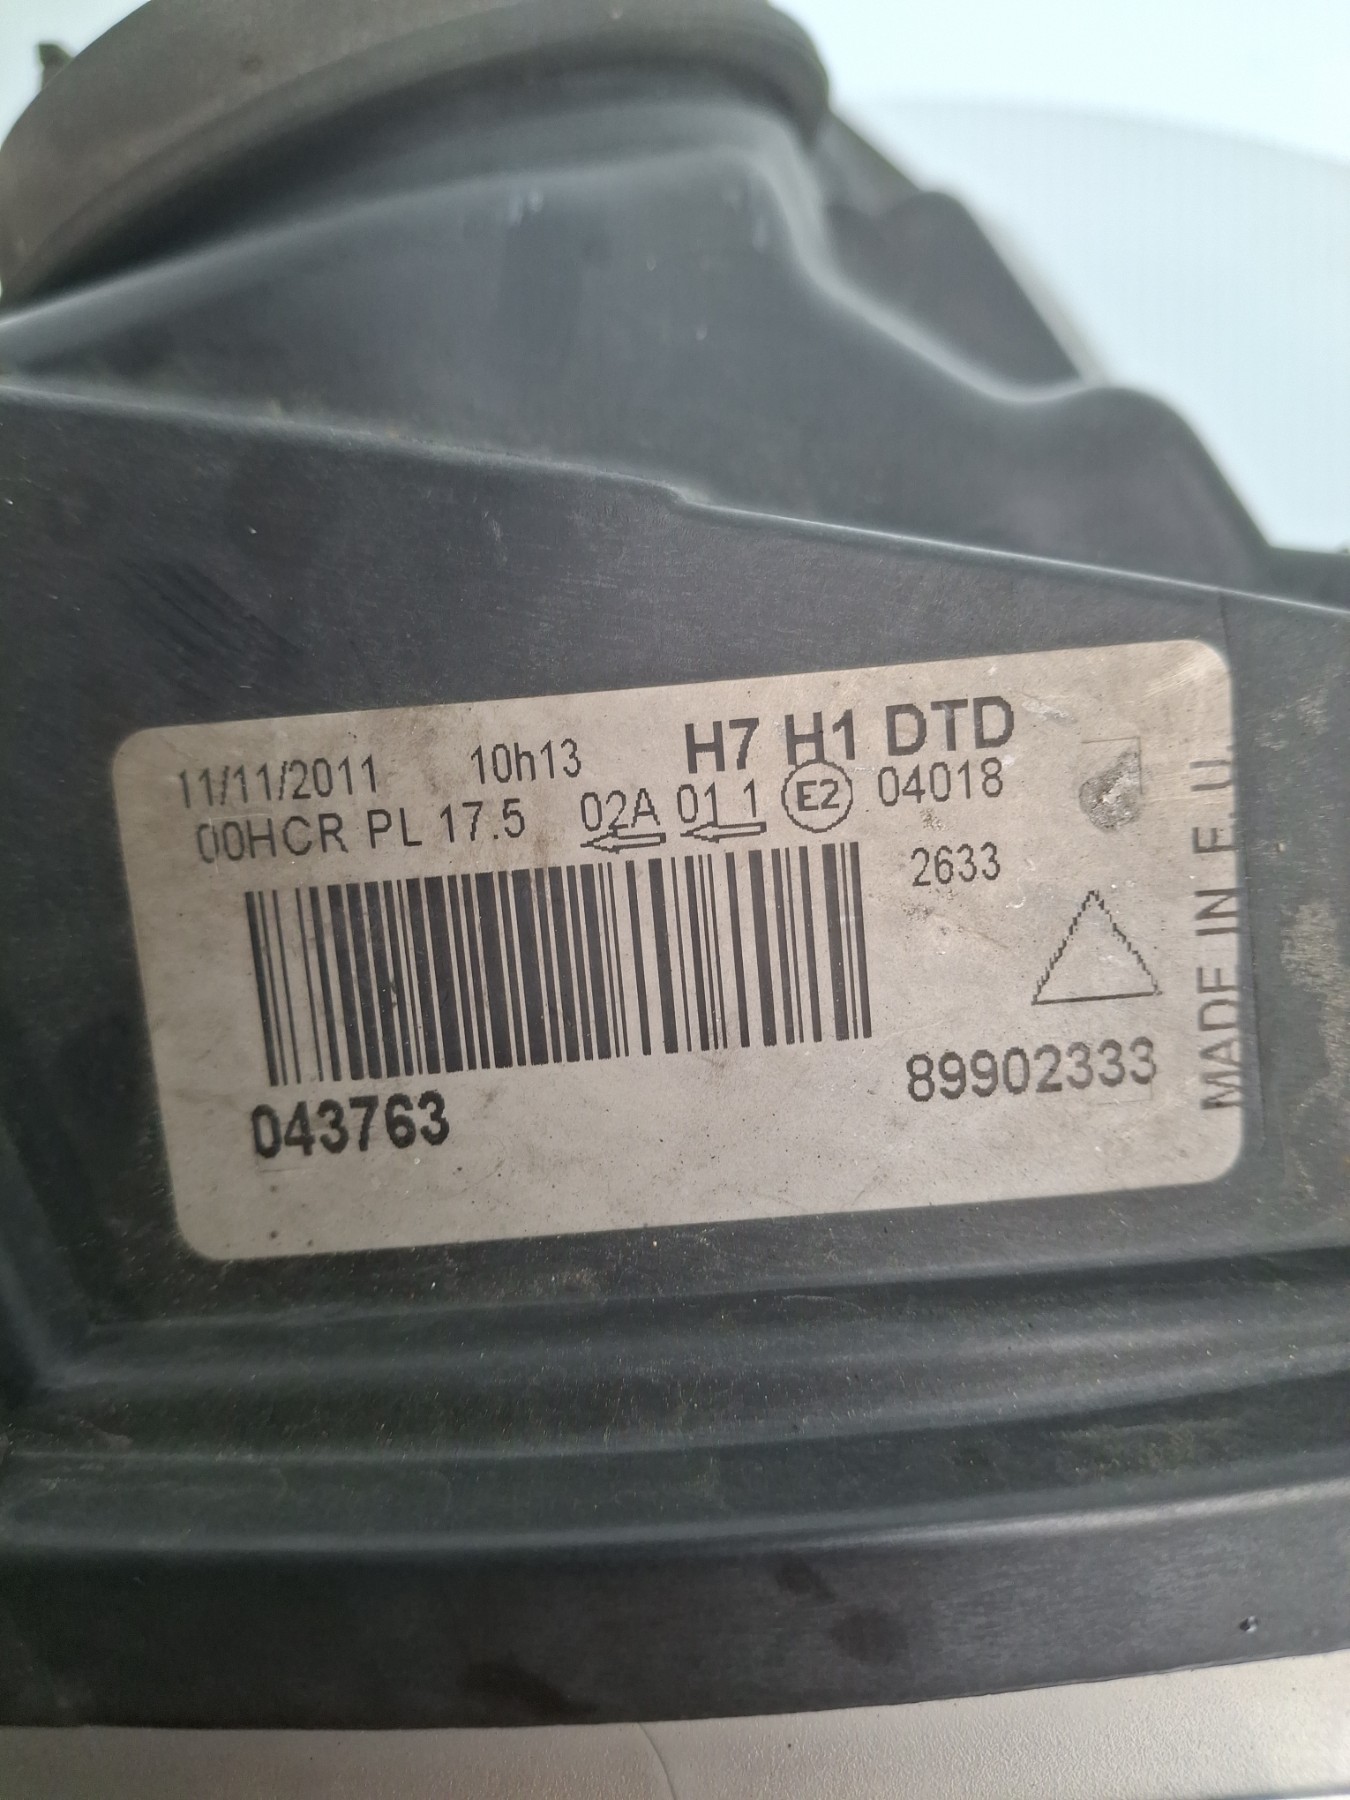 H7 H1 DTD
11/11/2011 10h13
00HCR PL 17.5 02A 01 1 E2 04018
2633
89902333
043763
MADE IN E.U.